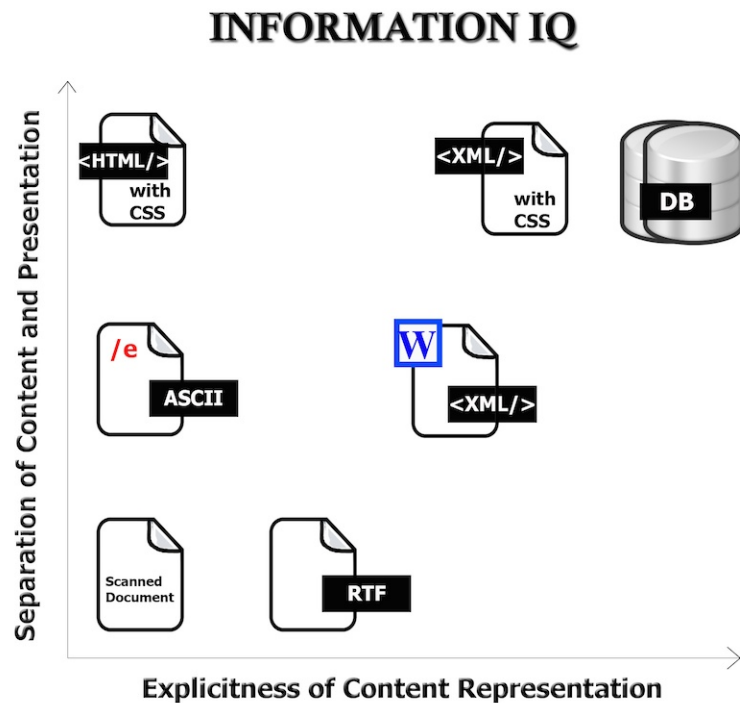 INFORMATION IQ
Separation of Content and Presentation
<HTML/>
with
CSS
<XML/>
with
CSS
DB
/e
ASCII
W
<XML/>
Scanned
Document
RTF
Explicitness of Content Representation